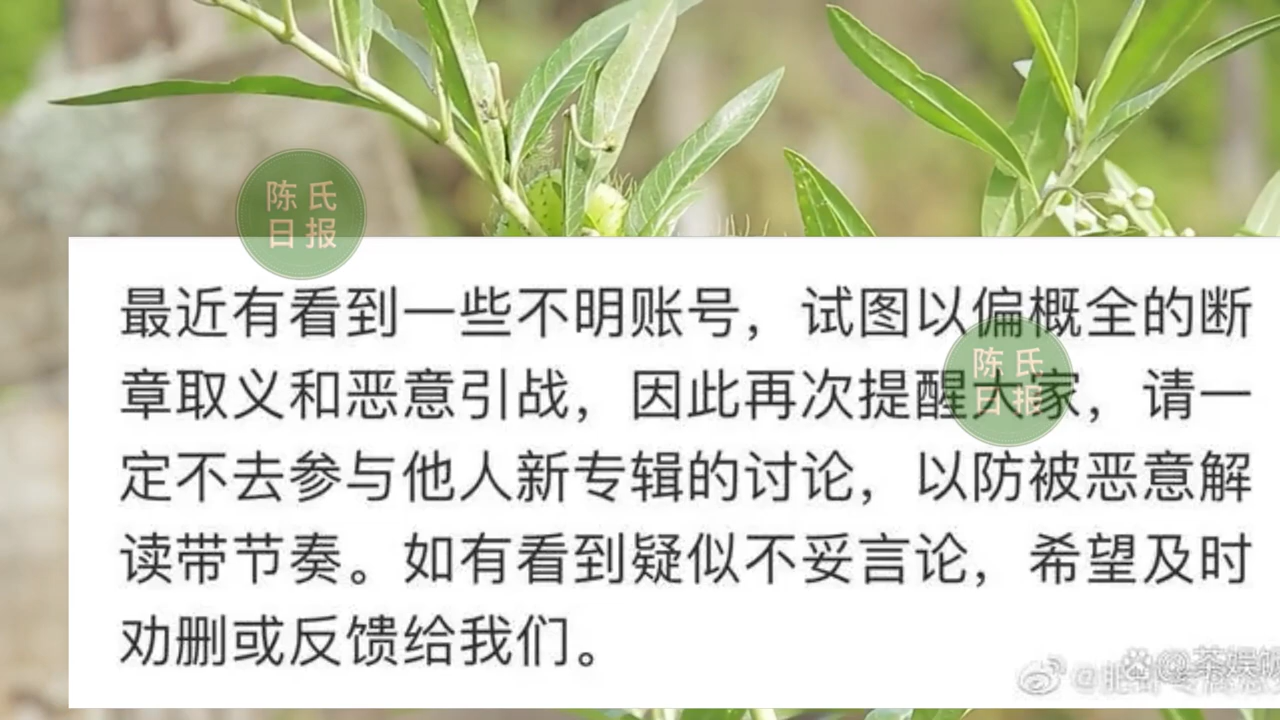 陈氏
日报
最近有看到一些不明账号，试图以偏概全的断
陈氏
日报
章取义和恶意引战，因此再次提醒大家，请一
定不去参与他人新专辑的讨论，以防被恶意解
读带节奏。如有看到疑似不妥言论，希望及时
劝删或反馈给我们。
@茶娱饭